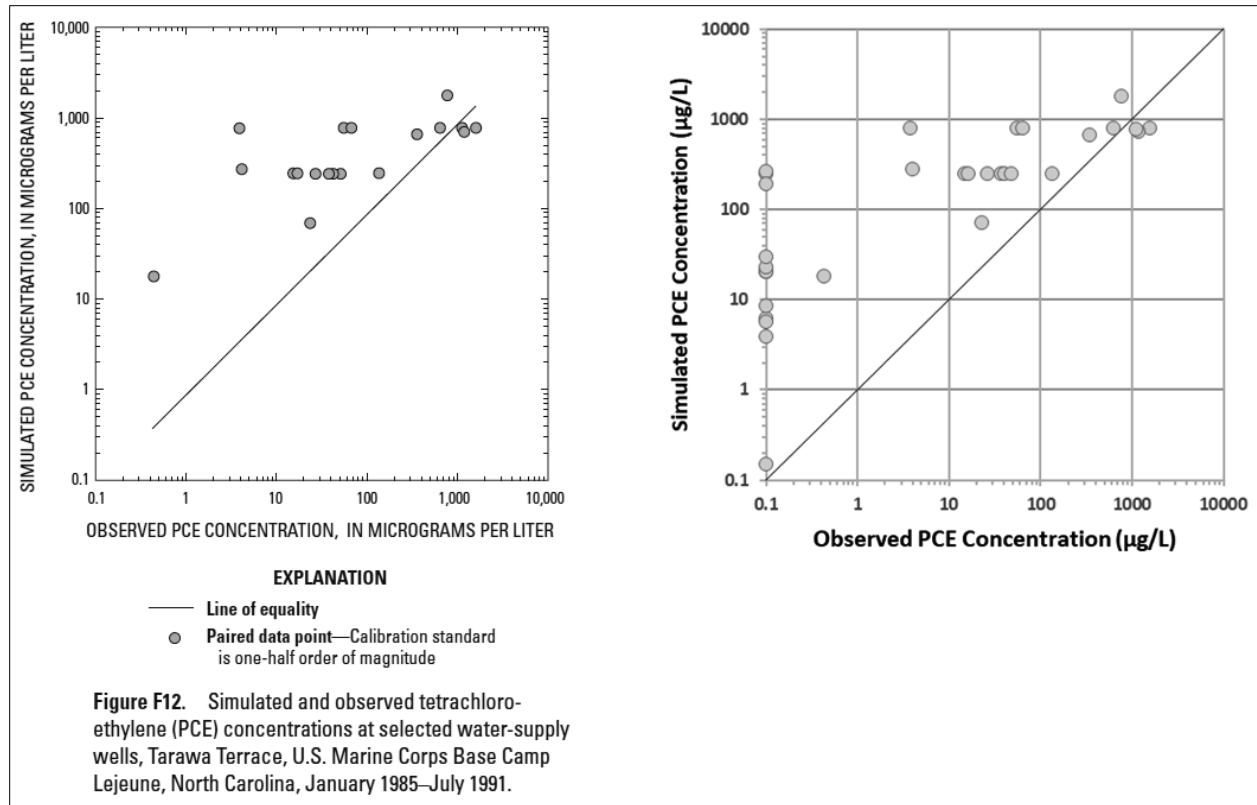 SIMULATED PCE CONCENTRATION, IN MICROGRAMS PER LITER
10,000
1,000
100
10
1
0.1
0.1 1 10 100 1,000 10,000
OBSERVED PCE CONCENTRATION, IN MICROGRAMS PER LITER
EXPLANATION
Line of equality
Paired data point—Calibration standard
is one-half order of magnitude
Figure F12. Simulated and observed tetrachloro-
ethylene (PCE) concentrations at selected water-supply
wells, Tarawa Terrace, U.S. Marine Corps Base Camp
Lejeune, North Carolina, January 1985–July 1991.
Simulated PCE Concentration (µg/L)
10000
1000
100
10
1
0.1
0.1 1 10 100 1000 10000
Observed PCE Concentration (µg/L)